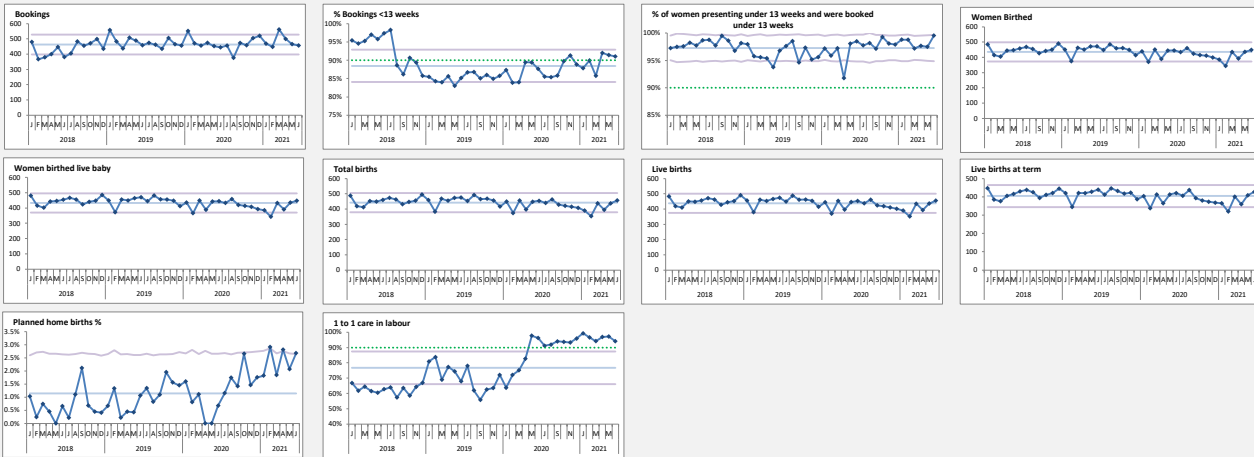 Bookings
600
500
400
300
200
100
0
J F M A M J J A S O N D J F M A M J J A S O N D J F M A M J J A S O N D J F M A M J
2018 2019 2020 2021
% Bookings <13 weeks
100%
95%
90%
85%
80%
75%
J M M J S N J M M J S N J M M J S N J M M
2018 2019 2020 2021
% of women presenting under 13 weeks and were booked
under 13 weeks
100%
95%
90%
85%
J M M J S N J M M J S N J M M J S N J M M
2018 2019 2020 2021
Women Birthed
600
500
400
300
200
100
0
J M M J S N J M M J S N J M M J S N J M M
2018 2019 2020 2021
Women birthed live baby
600
500
400
300
200
100
0
J F M A M J J A S O N D J F M A M J J A S O N D J F M A M J J A S O N D J F M A M J
2018 2019 2020 2021
Total births
600
500
400
300
200
100
0
J F M A M J J A S O N D J F M A M J J A S O N D J F M A M J J A S O N D J F M A M J
2018 2019 2020 2021
Live births
600
500
400
300
200
100
0
J F M A M J J A S O N D J F M A M J J A S O N D J F M A M J J A S O N D J F M A M J
2018 2019 2020 2021
Live births at term
500
400
300
200
100
0
J F M A M J J A S O N D J F M A M J J A S O N D J F M A M J J A S O N D J F M A M J
2018 2019 2020 2021
Planned home births %
3.5%
3.0%
2.5%
2.0%
1.5%
1.0%
0.5%
0.0%
J F M A M J J A S O N D J F M A M J J A S O N D J F M A M J J A S O N D J F M A M J
2018 2019 2020 2021
1 to 1 care in labour
100%
90%
80%
70%
60%
50%
40%
J M M J S N J M M J S N J M M J S N J M M
2018 2019 2020 2021